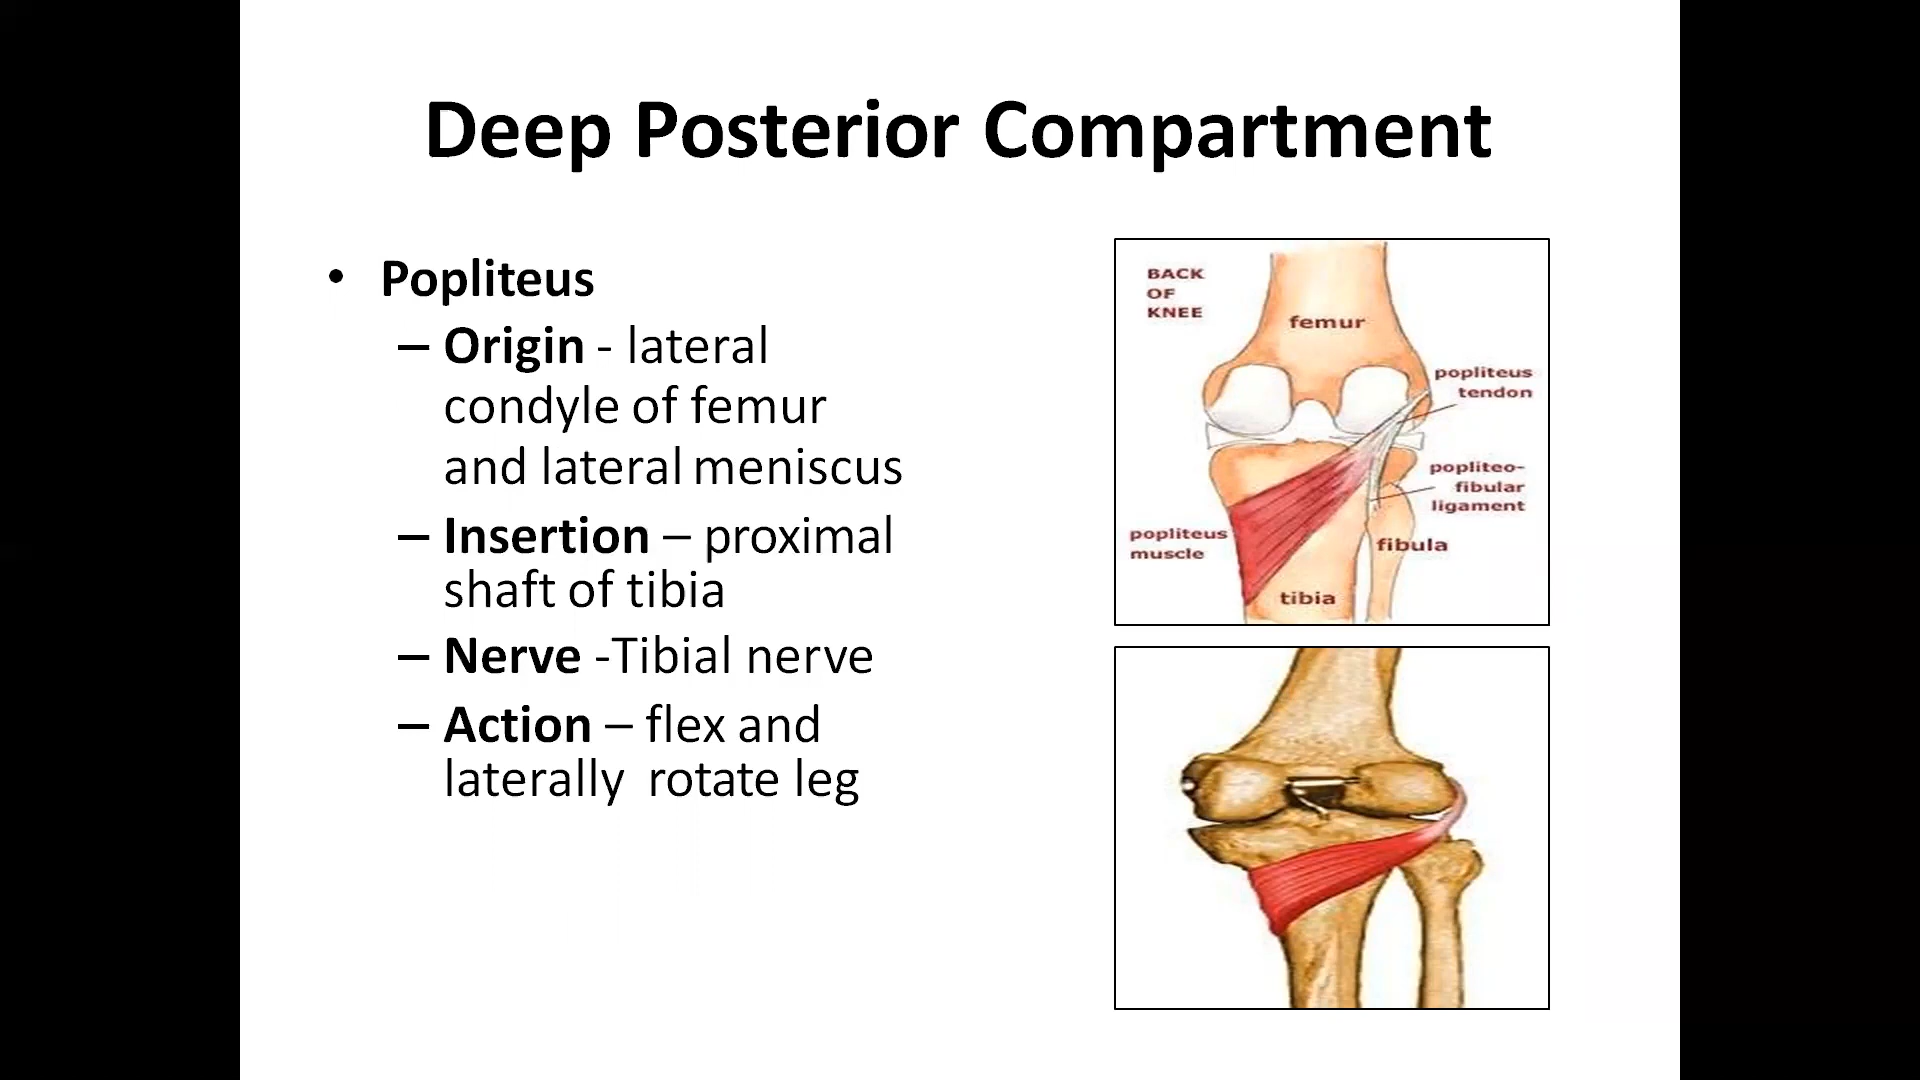 Deep Posterior Compartment
• Popliteus
– Origin - lateral
condyle of femur
and lateral meniscus
– Insertion – proximal
shaft of tibia
– Nerve -Tibial nerve
– Action – flex and
laterally rotate leg
BACK
OF
KNEE
femur
popliteus
tendon
popliteo-
fibular
ligament
popliteus
muscle
fibula
tibia